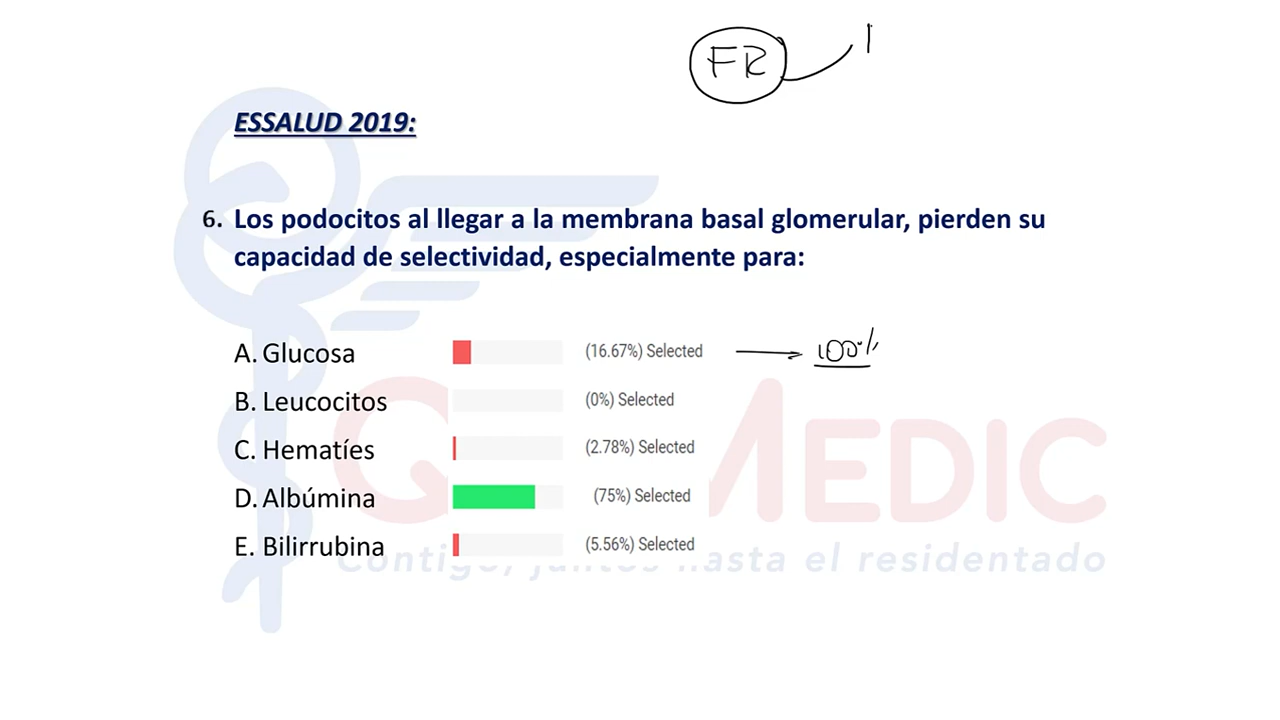 FR
ESSALUD 2019:
6. Los podocitos al llegar a la membrana basal glomerular, pierden su
capacidad de selectividad, especialmente para:
A. Glucosa (16.67%) Selected → 100%
B. Leucocitos (0%) Selected
C. Hematíes (2.78%) Selected
D. Albúmina (75%) Selected
E. Bilirrubina (5.56%) Selected
MEDIC
Contigo, juntos hasta el residentado